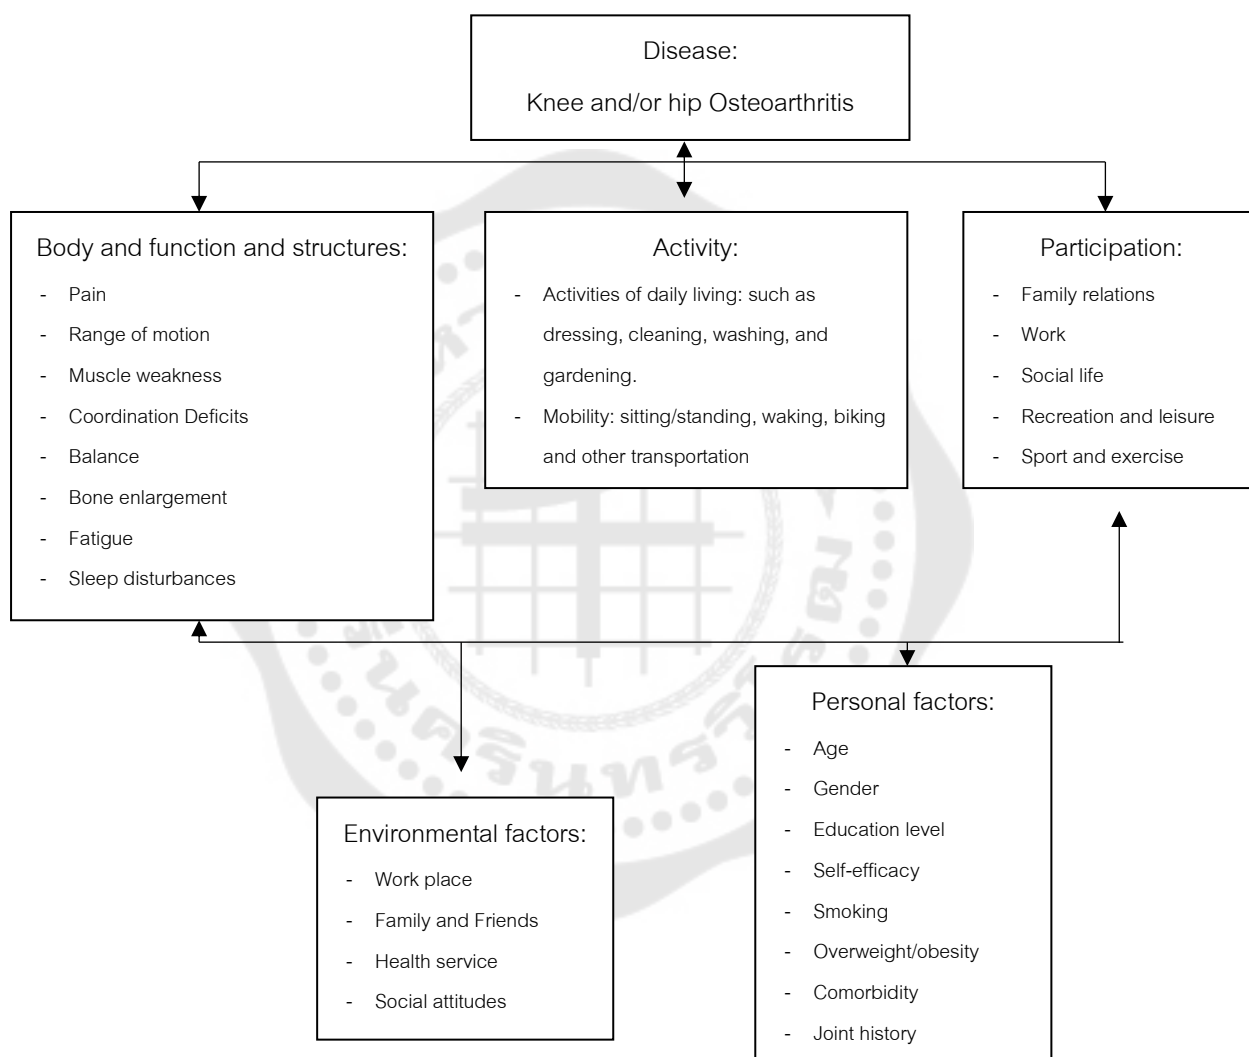 Disease:
Knee and/or hip Osteoarthritis
Body and function and structures:
- Pain
- Range of motion
- Muscle weakness
- Coordination Deficits
- Balance
- Bone enlargement
- Fatigue
- Sleep disturbances
Activity:
- Activities of daily living: such as
dressing, cleaning, washing, and
gardening.
- Mobility: sitting/standing, waking, biking
and other transportation
Participation:
- Family relations
- Work
- Social life
- Recreation and leisure
- Sport and exercise
Environmental factors:
- Work place
- Family and Friends
- Health service
- Social attitudes
Personal factors:
- Age
- Gender
- Education level
- Self-efficacy
- Smoking
- Overweight/obesity
- Comorbidity
- Joint history